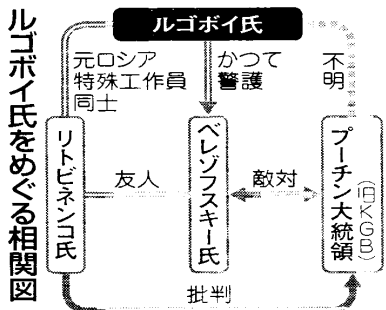 ルゴボイ氏をめぐる相関図
ルゴボイ氏
元ロシア
特殊工作員
同士
かつて
警護
不明
リトビネンコ氏
友人
ベレゾフスキー氏
敵対
プーチン大統領
(旧KGB)
批判